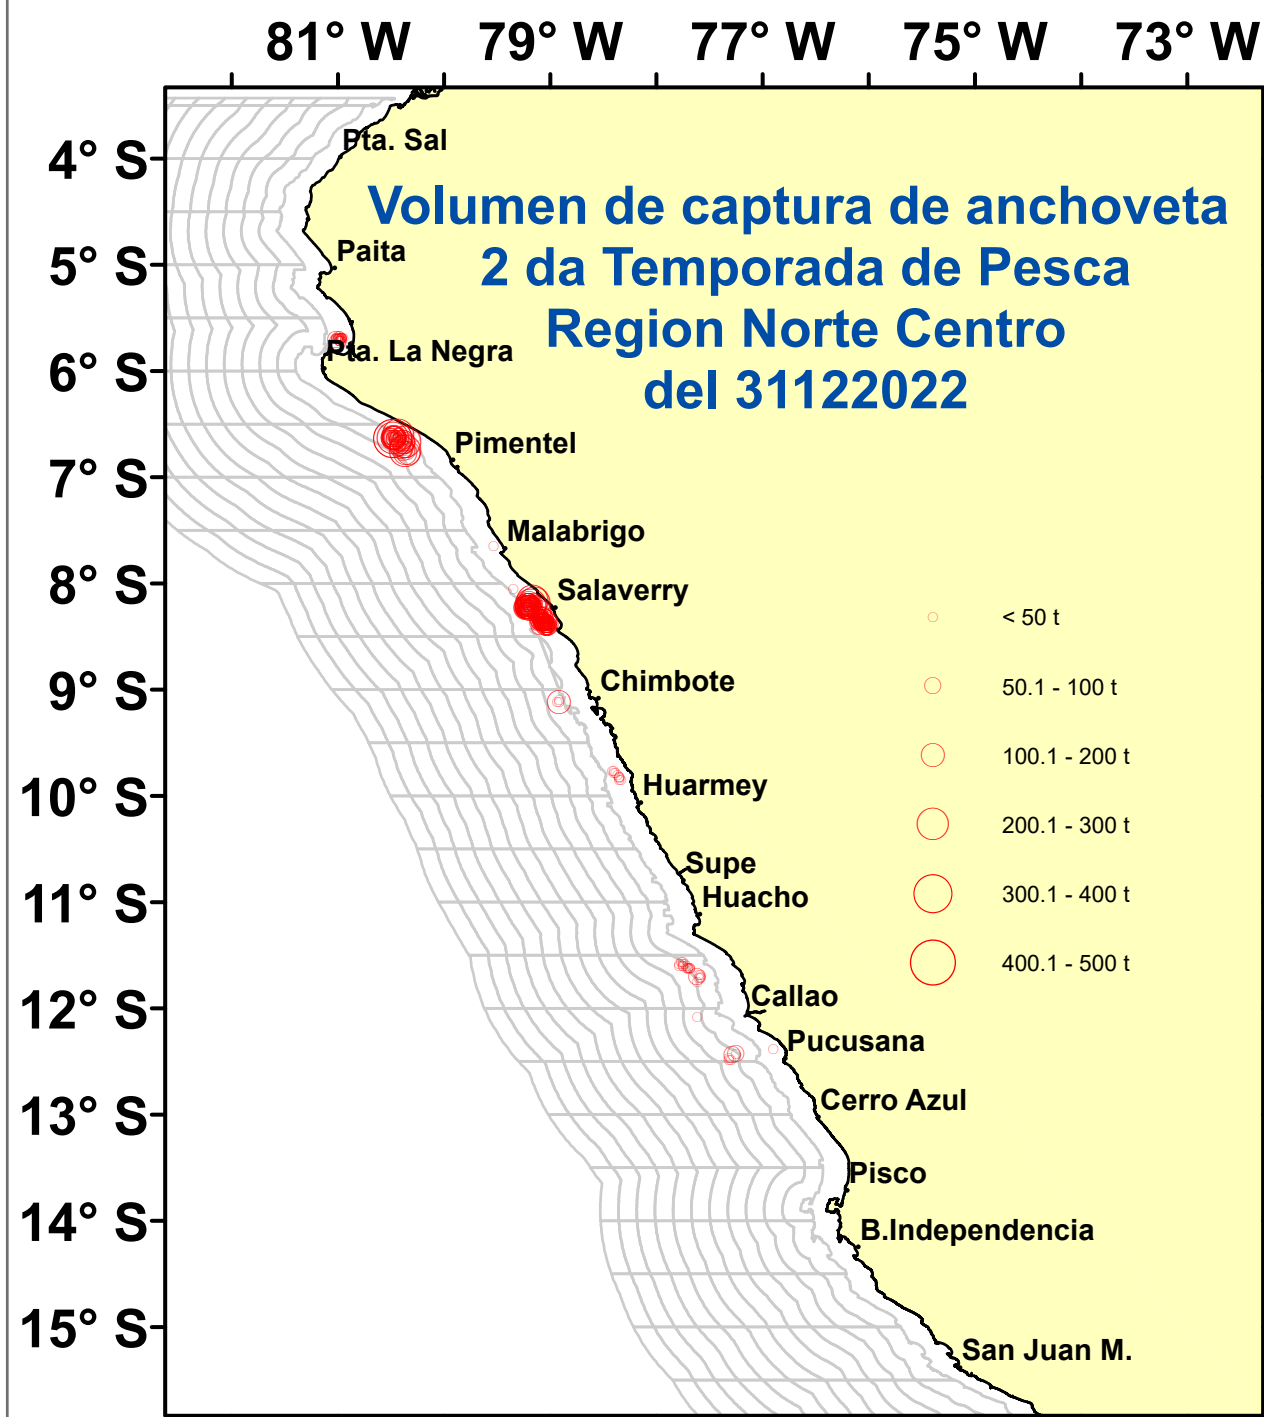 81° W 79° W 77° W 75° W 73° W
4° S
5° S
6° S
7° S
8° S
9° S
10° S
11° S
12° S
13° S
14° S
15° S
Volumen de captura de anchoveta
2 da Temporada de Pesca
Region Norte Centro
del 31122022
Pta. Sal
Paita
Pta. La Negra
Pimentel
Malabrigo
Salaverry
Chimbote
Huarmey
Supe
Huacho
Callao
Pucusana
Cerro Azul
Pisco
B.Independencia
San Juan M.
< 50 t
50.1 - 100 t
100.1 - 200 t
200.1 - 300 t
300.1 - 400 t
400.1 - 500 t